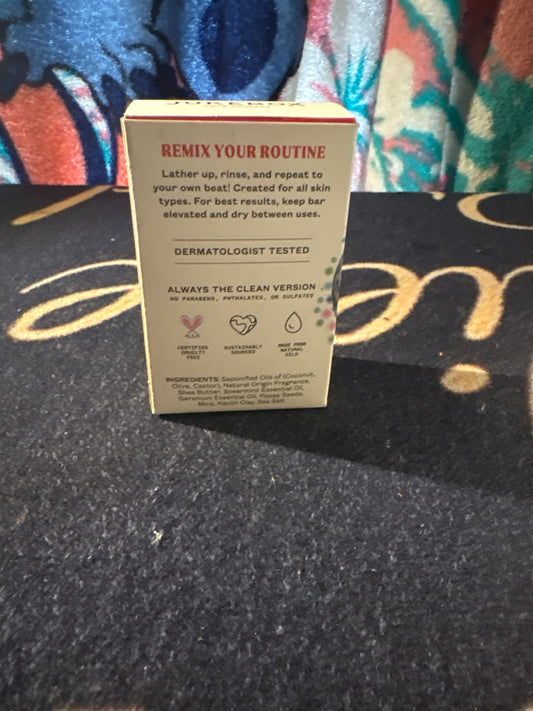 JUKEBOX
REMIX YOUR ROUTINE
Lather up, rinse, and repeat to
your own beat! Created for all skin
types. For best results, keep bar
elevated and dry between uses.
DERMATOLOGIST TESTED
ALWAYS THE CLEAN VERSION
NO PARABENS, PHTHALATES, OR SULFATES
CERTIFIED
CRUELTY
FREE
SUSTAINABLY
SOURCED
MADE FROM
NATURAL
OILS
INGREDIENTS: Saponified Oils of (Coconut,
Olive, Castor), Natural Origin Fragrance,
Shea Butter, Spearmint Essential Oil,
Geranium Essential Oil, Poppy Seeds,
Mica, Kaolin Clay, Sea Salt